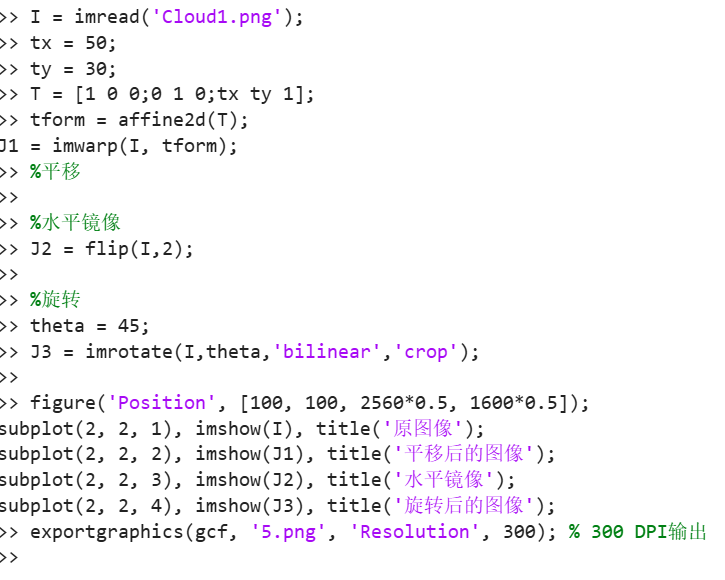 >> I = imread('Cloud1.png');
>> tx = 50;
>> ty = 30;
>> T = [1 0 0;0 1 0;tx ty 1];
>> tform = affine2d(T);
J1 = imwarp(I, tform);
>> %平移
>>
>> %水平镜像
>> J2 = flip(I,2);
>>
>> %旋转
>> theta = 45;
>> J3 = imrotate(I,theta,'bilinear','crop');
>>
>> figure('Position', [100, 100, 2560*0.5, 1600*0.5]);
subplot(2, 2, 1), imshow(I), title('原图像');
subplot(2, 2, 2), imshow(J1), title('平移后的图像');
subplot(2, 2, 3), imshow(J2), title('水平镜像');
subplot(2, 2, 4), imshow(J3), title('旋转后的图像');
>> exportgraphics(gcf, '5.png', 'Resolution', 300); % 300 DPI输出
>>